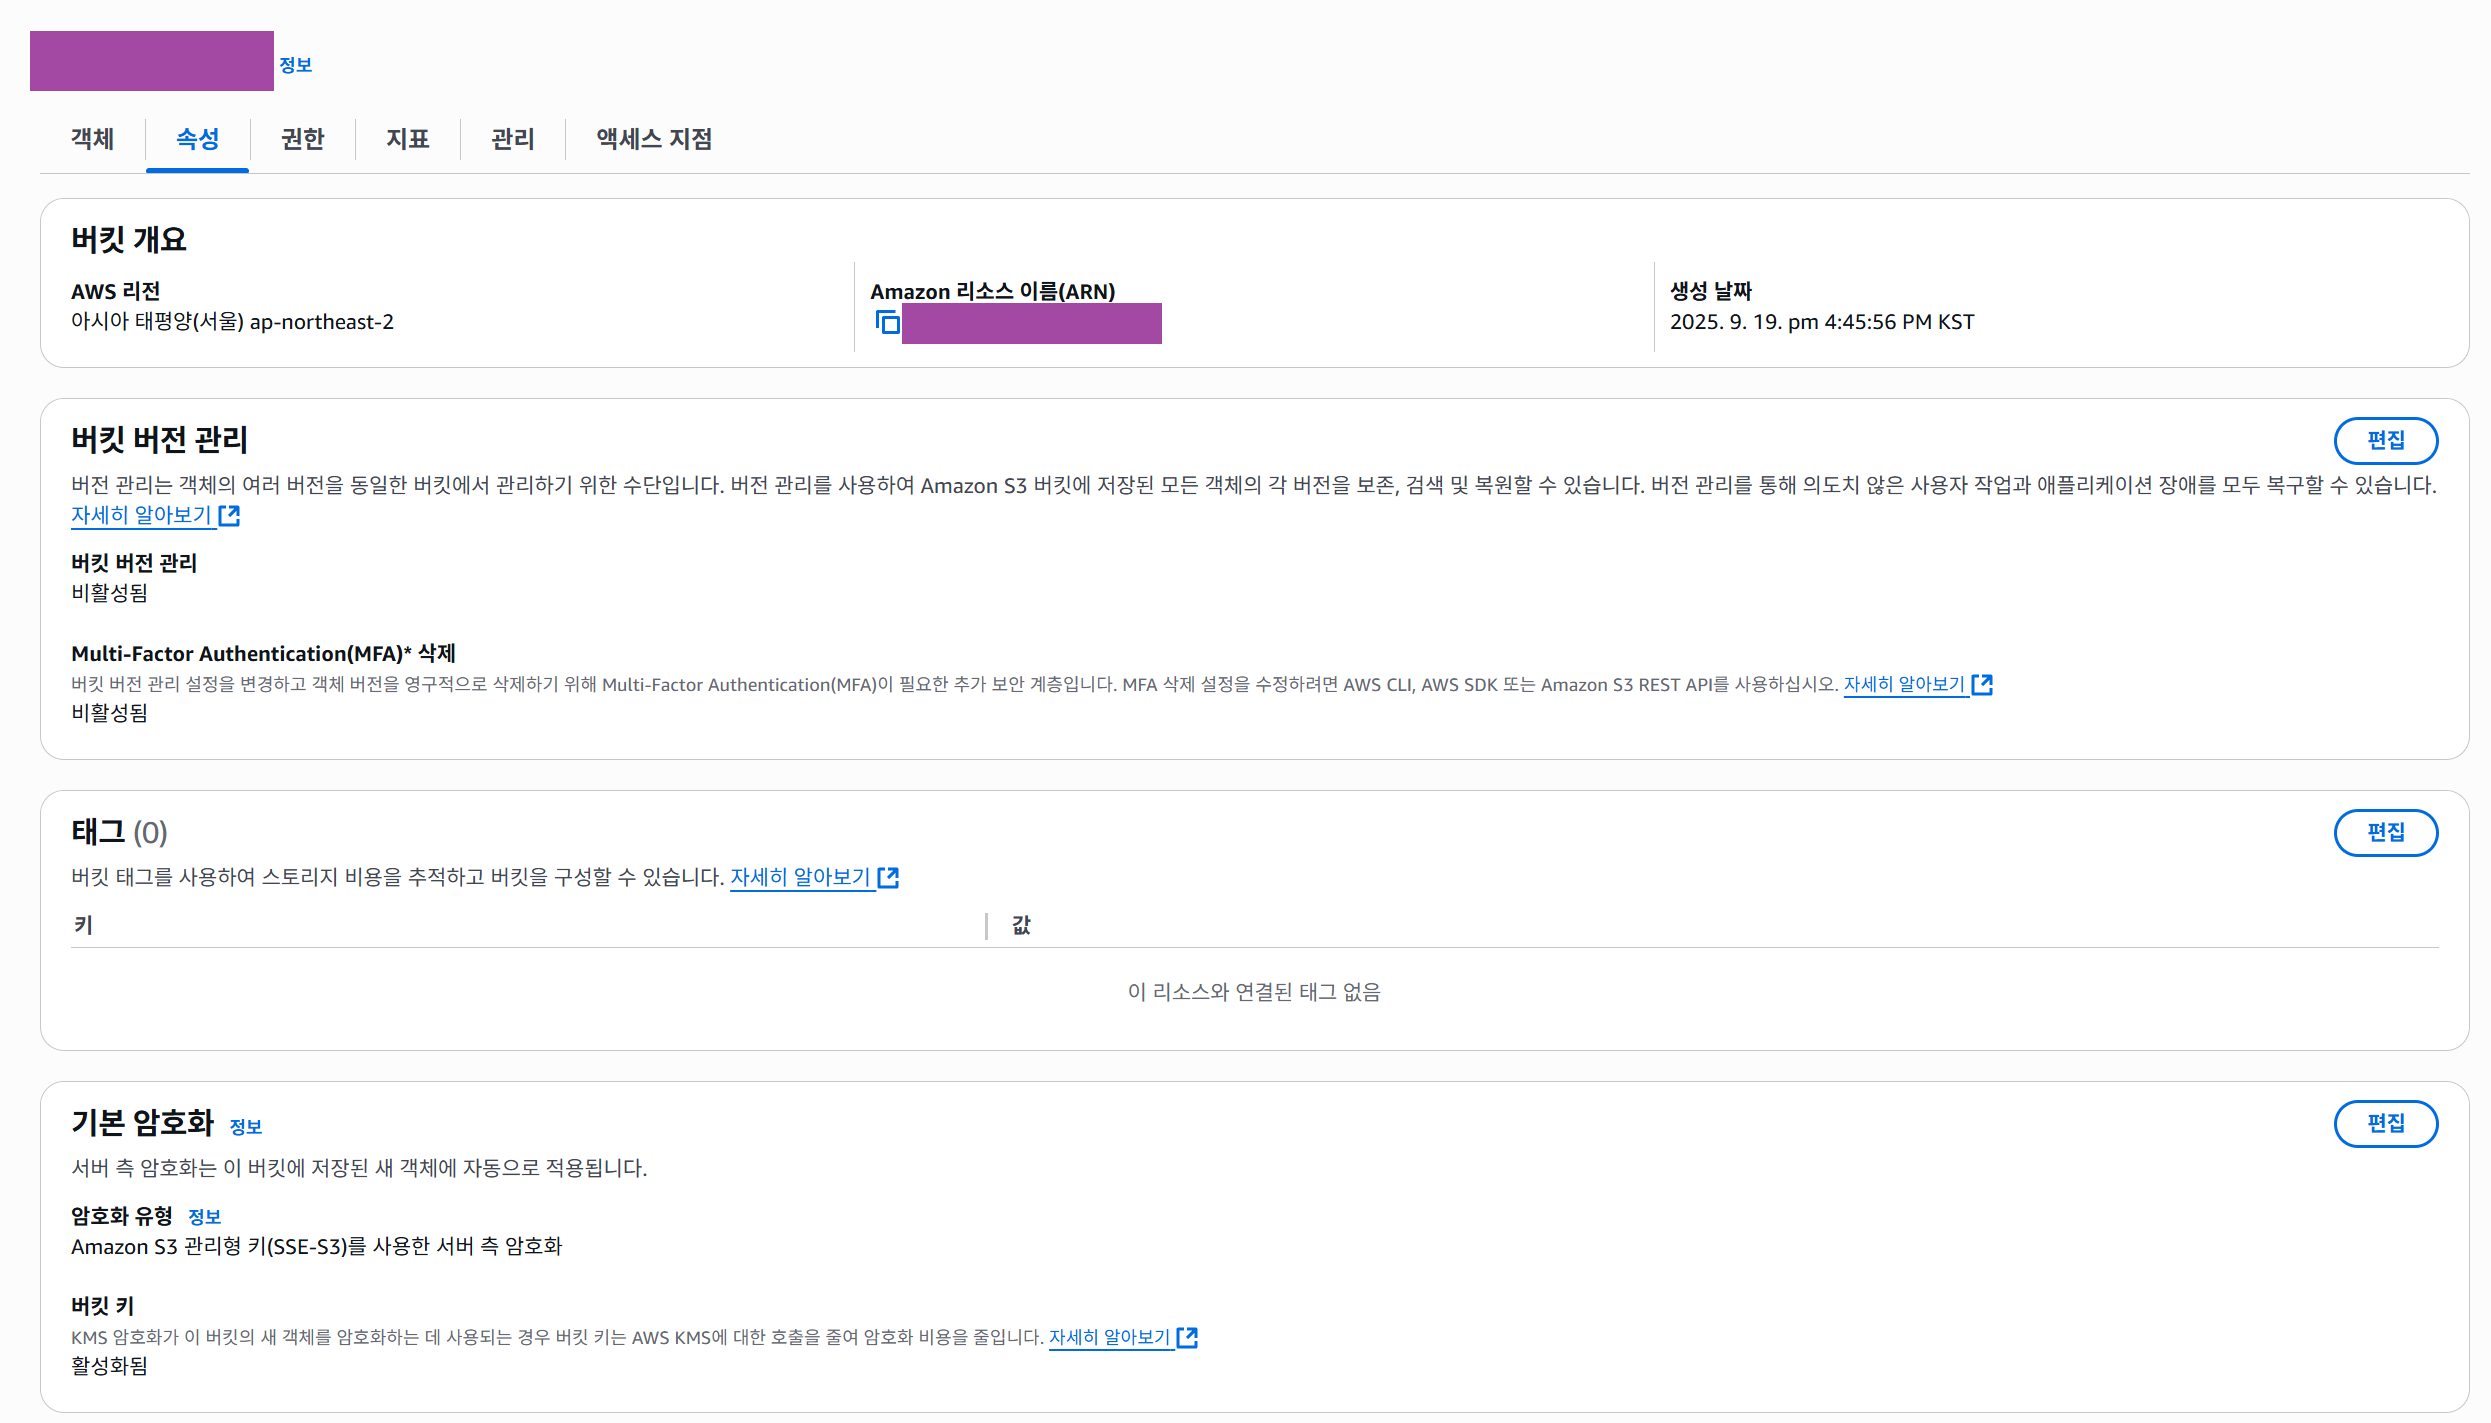 정보
객체
속성
권한
지표
관리
액세스 지점
버킷 개요
AWS 리전
아시아 태평양(서울) ap-northeast-2
Amazon 리소스 이름(ARN)
생성 날짜
2025. 9. 19. pm 4:45:56 PM KST
버킷 버전 관리
편집
버전 관리는 객체의 여러 버전을 동일한 버킷에서 관리하기 위한 수단입니다. 버전 관리를 사용하여 Amazon S3 버킷에 저장된 모든 객체의 각 버전을 보존, 검색 및 복원할 수 있습니다. 버전 관리를 통해 의도치 않은 사용자 작업과 애플리케이션 장애를 모두 복구할 수 있습니다.
자세히 알아보기
버킷 버전 관리
비활성됨
Multi-Factor Authentication(MFA)* 삭제
버킷 버전 관리 설정을 변경하고 객체 버전을 영구적으로 삭제하기 위해 Multi-Factor Authentication(MFA)이 필요한 추가 보안 계층입니다. MFA 삭제 설정을 수정하려면 AWS CLI, AWS SDK 또는 Amazon S3 REST API를 사용하십시오. 자세히 알아보기
비활성됨
태그 (0)
편집
버킷 태그를 사용하여 스토리지 비용을 추적하고 버킷을 구성할 수 있습니다. 자세히 알아보기
키
값
이 리소스와 연결된 태그 없음
기본 암호화 정보
편집
서버 측 암호화는 이 버킷에 저장된 새 객체에 자동으로 적용됩니다.
암호화 유형 정보
Amazon S3 관리형 키(SSE-S3)를 사용한 서버 측 암호화
버킷 키
KMS 암호화가 이 버킷의 새 객체를 암호화하는 데 사용되는 경우 버킷 키는 AWS KMS에 대한 호출을 줄여 암호화 비용을 줄입니다. 자세히 알아보기
활성화됨